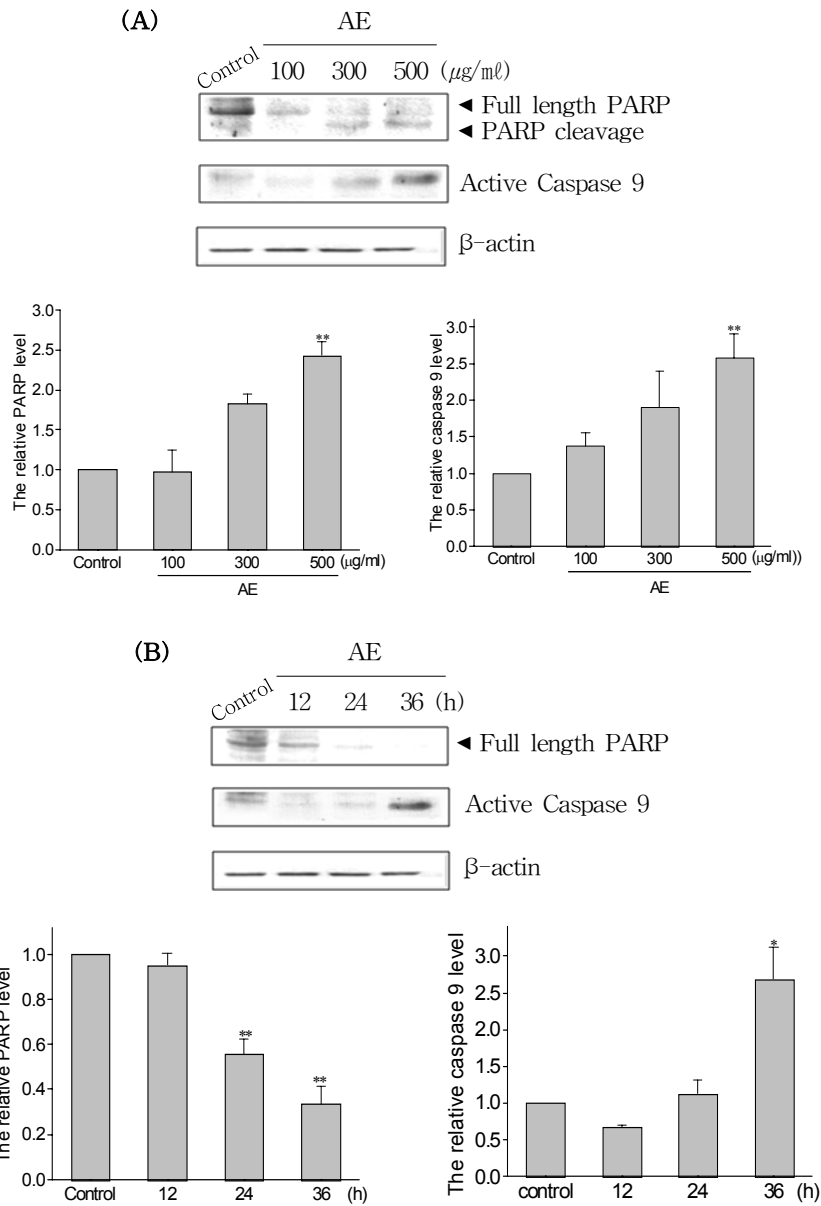 (A)
AE
Control 100 300 500 (μg/㎖)
◄ Full length PARP
◄ PARP cleavage
Active Caspase 9
β-actin
The relative PARP level
3.0
2.5
2.0
1.5
1.0
0.5
0.0
**
Control 100 300 500 (μg/ml)
AE
The relative caspase 9 level
3.0
2.5
2.0
1.5
1.0
0.5
0.0
**
Control 100 300 500 (μg/ml))
AE
(B)
AE
Control 12 24 36 (h)
◄ Full length PARP
Active Caspase 9
β-actin
The relative PARP level
1.0
0.8
0.6
0.4
0.2
0.0
**
**
Control 12 24 36 (h)
The relative caspase 9 level
3.0
2.5
2.0
1.5
1.0
0.5
0.0
*
control 12 24 36 (h)